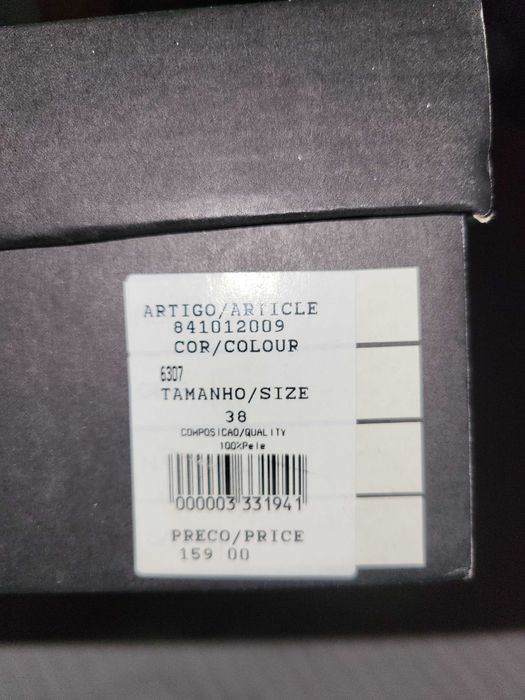 ARTIGO/ARTICLE
841012009
COR/COLOUR
6307
TAMANHO/SIZE
38
COMPOSICAO/QUALITY
100%Pele
000003 331941
PRECO/PRICE
159 00